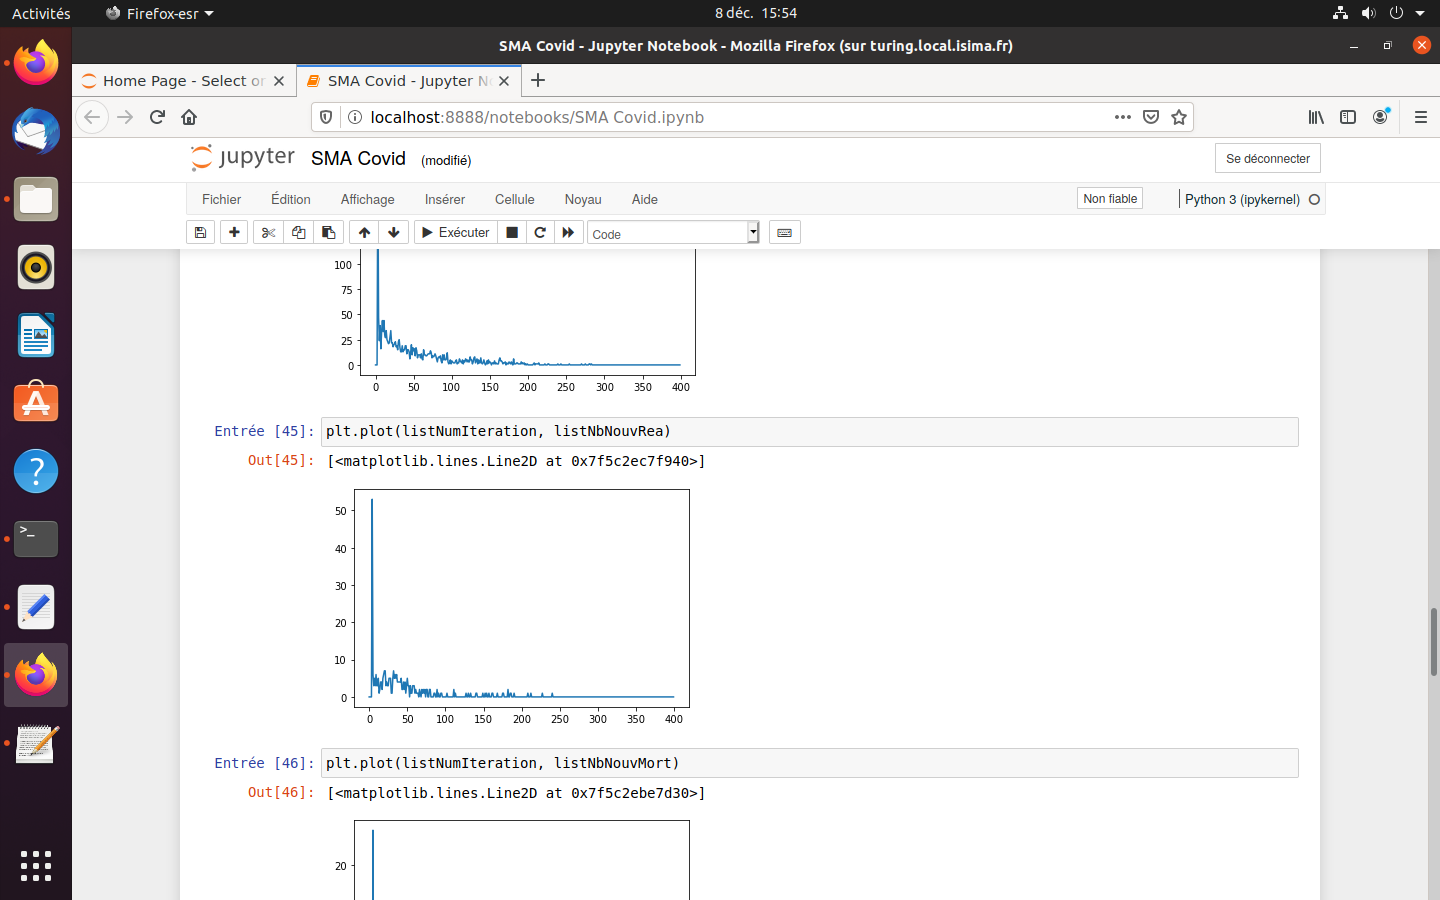 Activités Firefox-esr 8 déc. 15:54
SMA Covid - Jupyter Notebook - Mozilla Firefox (sur turing.local.isima.fr)
Home Page - Select or SMA Covid - Jupyter No
localhost:8888/notebooks/SMA Covid.ipynb
jupyter SMA Covid (modifié) Se déconnecter
Fichier Édition Affichage Insérer Cellule Noyau Aide Non fiable Python 3 (ipykernel)
Exécuter Code
100
75
50
25
0
0 50 100 150 200 250 300 350 400
Entrée [45]: plt.plot(listNumIteration, listNbNouvRea)
Out[45]: [<matplotlib.lines.Line2D at 0x7f5c2ec7f940>]
50
40
30
20
10
0
0 50 100 150 200 250 300 350 400
Entrée [46]: plt.plot(listNumIteration, listNbNouvMort)
Out[46]: [<matplotlib.lines.Line2D at 0x7f5c2ebe7d30>]
20